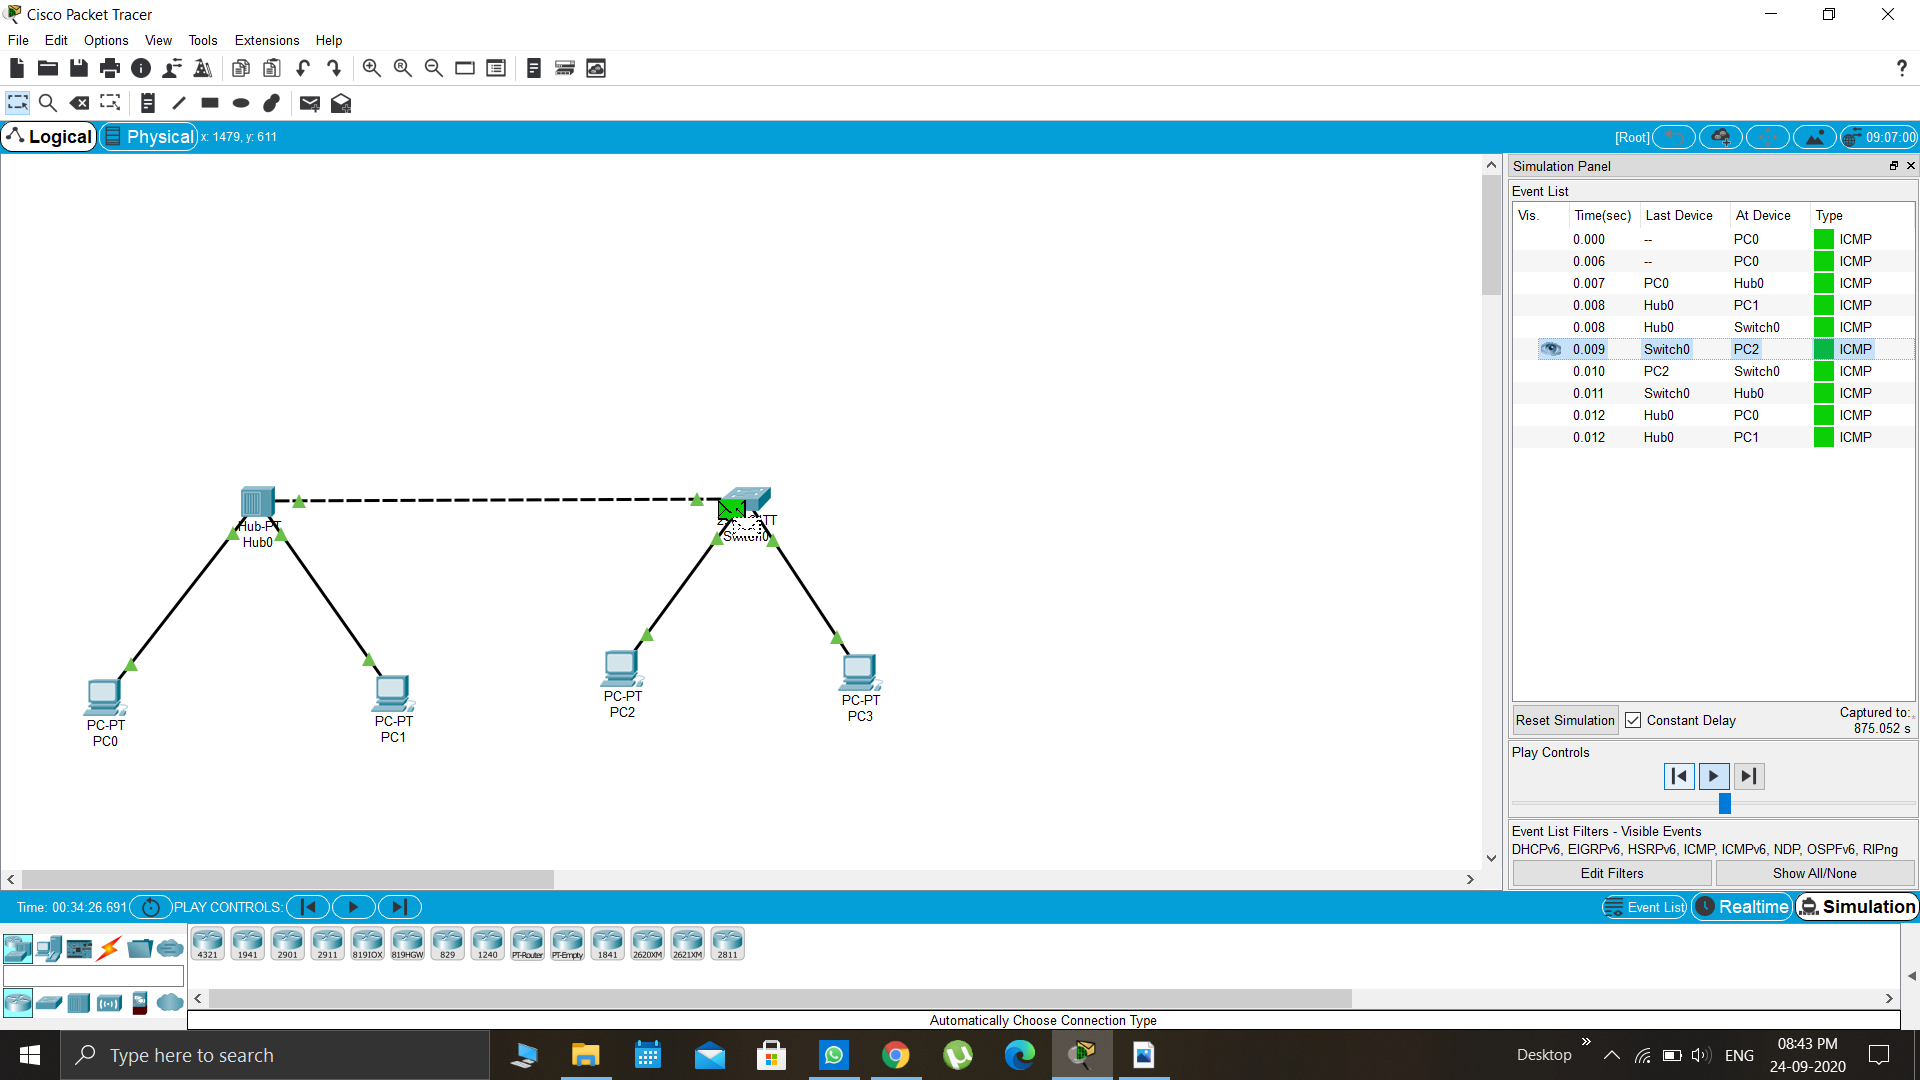 Cisco Packet Tracer
File Edit Options View Tools Extensions Help
?
Logical Physical x: 1479, y: 611 [Root] 09:07:00
Simulation Panel
Event List
Vis. Time(sec) Last Device At Device Type
0.000 -- PC0 ICMP
0.006 -- PC0 ICMP
0.007 PC0 Hub0 ICMP
0.008 Hub0 PC1 ICMP
0.008 Hub0 Switch0 ICMP
0.009 Switch0 PC2 ICMP
0.010 PC2 Switch0 ICMP
0.011 Switch0 Hub0 ICMP
0.012 Hub0 PC0 ICMP
0.012 Hub0 PC1 ICMP
Hub-PT
Hub0
Switch0
PC-PT
PC0
PC-PT
PC1
PC-PT
PC2
PC-PT
PC3
Reset Simulation Constant Delay Captured to:
875.052 s
Play Controls
Event List Filters - Visible Events
DHCPv6, EIGRPv6, HSRPv6, ICMP, ICMPv6, NDP, OSPFv6, RIPng
Edit Filters Show All/None
Time: 00:34:26.691 PLAY CONTROLS: Event List Realtime Simulation
4321 1941 2901 2911 819IOX 819HGW 829 1240 PT-Router PT-Empty 1841 2620XM 2621XM 2811
Automatically Choose Connection Type
Type here to search
Desktop ENG 08:43 PM
24-09-2020